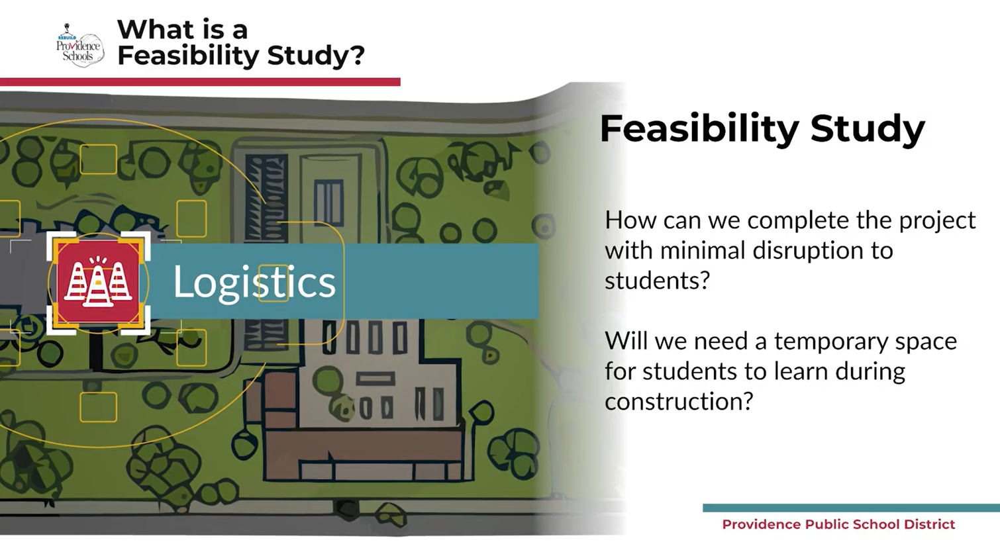 REBUILD
Providence
Schools
What is a
Feasibility Study?
Feasibility Study
Logistics
How can we complete the project
with minimal disruption to
students?
Will we need a temporary space
for students to learn during
construction?
Providence Public School District